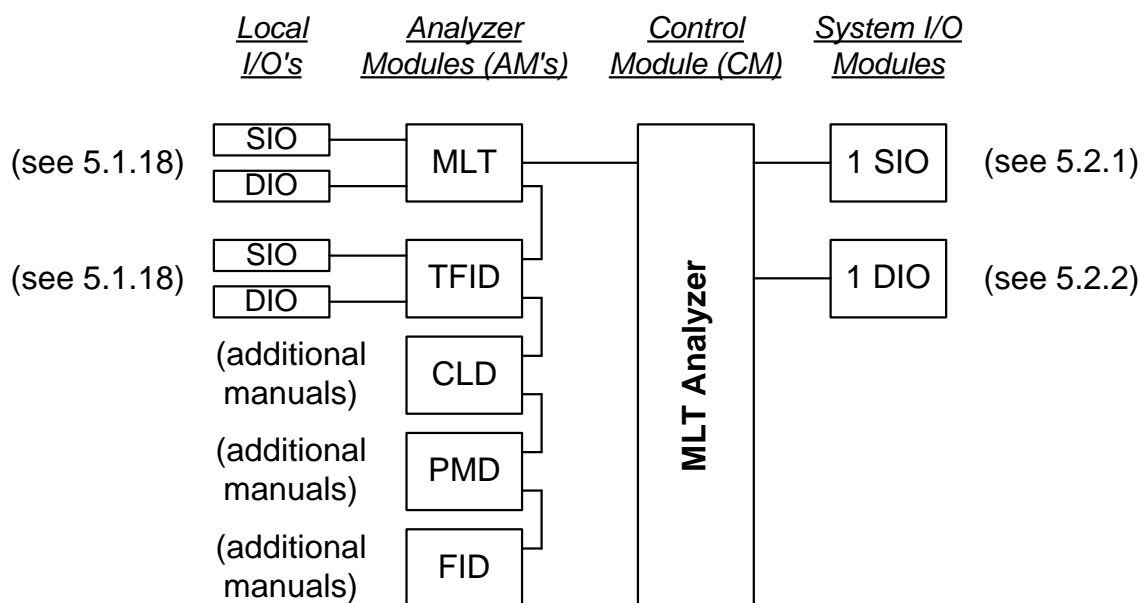 Local
I/O's
Analyzer
Modules (AM's)
Control
Module (CM)
System I/O
Modules
(see 5.1.18)
SIO
DIO
MLT
1 SIO
(see 5.2.1)
(see 5.1.18)
SIO
DIO
TFID
1 DIO
(see 5.2.2)
MLT Analyzer
(additional
manuals)
CLD
(additional
manuals)
PMD
(additional
manuals)
FID